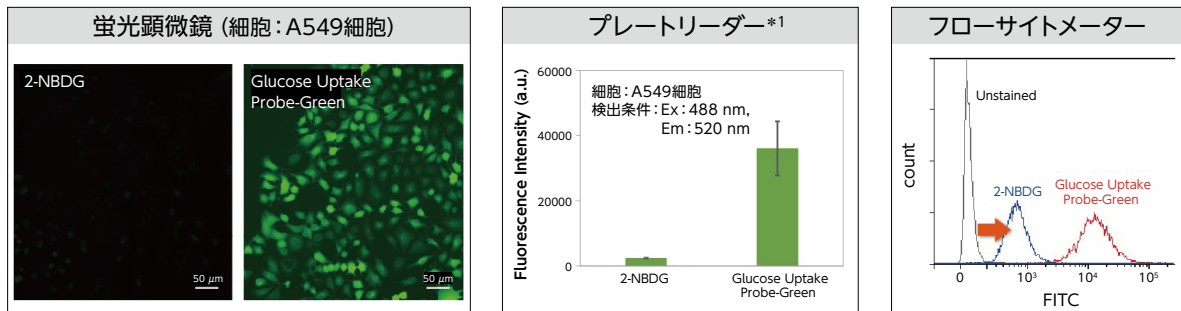 蛍光顕微鏡 (細胞：A549細胞)
2-NBDG
Glucose Uptake
Probe-Green
50 μm
50 μm
プレートリーダー*1
Fluorescence Intensity (a.u.)
60000
40000
20000
0
細胞：A549細胞
検出条件：Ex：488 nm,
Em：520 nm
2-NBDG
Glucose Uptake
Probe-Green
フローサイトメーター
count
Unstained
2-NBDG
Glucose Uptake
Probe-Green
0 10³ 10⁴ 10⁵
FITC